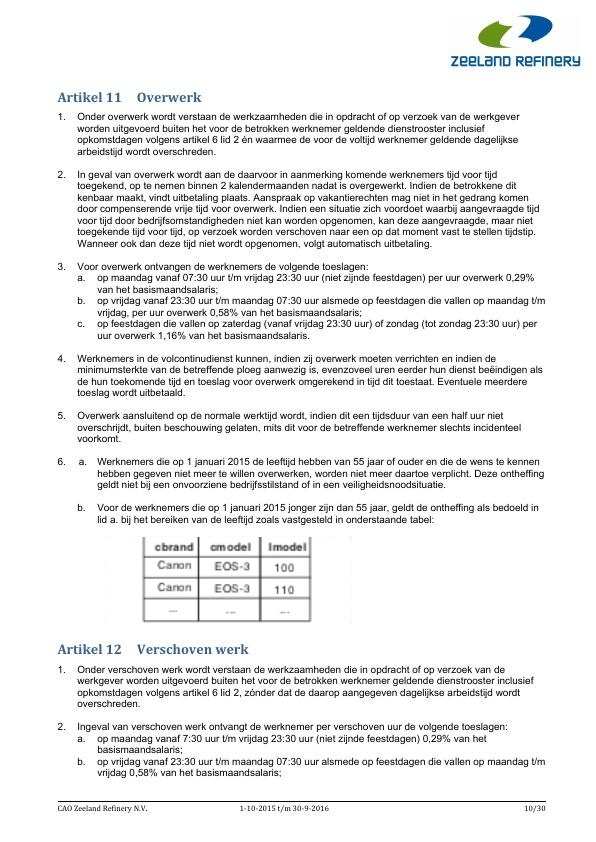 ZEELAND REFINERY
Artikel 11 Overwerk
1. Onder overwerk wordt verstaan de werkzaamheden die in opdracht of op verzoek van de werkgever
worden uitgevoerd buiten het voor de betrokken werknemer geldende dienstrooster inclusief
opkomstdagen volgens artikel 6 lid 2 én waarmee de voor de voltijd werknemer geldende dagelijkse
arbeidstijd wordt overschreden.
2. In geval van overwerk wordt aan de daarvoor in aanmerking komende werknemers tijd voor tijd
toegekend, op te nemen binnen 2 kalendermaanden nadat is overgewerkt. Indien de betrokkene dit
kenbaar maakt, vindt uitbetaling plaats. Aanspraak op vakantierechten mag niet in het gedrang komen
door compenserende vrije tijd voor overwerk. Indien een situatie zich voordoet waarbij aangevraagde tijd
voor tijd door bedrijfsomstandigheden niet kan worden opgenomen, kan deze aangevraagde, maar niet
toegekende tijd voor tijd, op verzoek worden verschoven naar een op dat moment vast te stellen tijdstip.
Wanneer ook dan deze tijd niet wordt opgenomen, volgt automatisch uitbetaling.
3. Voor overwerk ontvangen de werknemers de volgende toeslagen:
a. op maandag vanaf 07:30 uur t/m vrijdag 23:30 uur (niet zijnde feestdagen) per uur overwerk 0,29%
van het basismaandsalaris;
b. op vrijdag vanaf 23:30 uur t/m maandag 07:30 uur alsmede op feestdagen die vallen op maandag t/m
vrijdag, per uur overwerk 0,58% van het basismaandsalaris;
c. op feestdagen die vallen op zaterdag (vanaf vrijdag 23:30 uur) of zondag (tot zondag 23:30 uur) per
uur overwerk 1,16% van het basismaandsalaris.
4. Werknemers in de volcontinudienst kunnen, indien zij overwerk moeten verrichten en indien de
minimumsterkte van de betreffende ploeg aanwezig is, evenzoveel uren eerder hun dienst beëindigen als
de hun toekomende tijd en toeslag voor overwerk omgerekend in tijd dit toestaat. Eventuele meerdere
toeslag wordt uitbetaald.
5. Overwerk aansluitend op de normale werktijd wordt, indien dit een tijdsduur van een half uur niet
overschrijdt, buiten beschouwing gelaten, mits dit voor de betreffende werknemer slechts incidenteel
voorkomt.
6. a. Werknemers die op 1 januari 2015 de leeftijd hebben van 55 jaar of ouder en die de wens te kennen
hebben gegeven niet meer te willen overwerken, worden niet meer daartoe verplicht. Deze ontheffing
geldt niet bij een onvoorziene bedrijfsstilstand of in een veiligheidsnoodsituatie.
b. Voor de werknemers die op 1 januari 2015 jonger zijn dan 55 jaar, geldt de ontheffing als bedoeld in
lid a. bij het bereiken van de leeftijd zoals vastgesteld in onderstaande tabel:
cbrand cmodel lmodel
Canon EOS-3 100
Canon EOS-3 110
... ... ...
Artikel 12 Verschoven werk
1. Onder verschoven werk wordt verstaan de werkzaamheden die in opdracht of op verzoek van de
werkgever worden uitgevoerd buiten het voor de betrokken werknemer geldende dienstrooster inclusief
opkomstdagen volgens artikel 6 lid 2, zónder dat de daarop aangegeven dagelijkse arbeidstijd wordt
overschreden.
2. Ingeval van verschoven werk ontvangt de werknemer per verschoven uur de volgende toeslagen:
a. op maandag vanaf 7:30 uur t/m vrijdag 23:30 uur (niet zijnde feestdagen) 0,29% van het
basismaandsalaris;
b. op vrijdag vanaf 23:30 uur t/m maandag 07:30 uur alsmede op feestdagen die vallen op maandag t/m
vrijdag 0,58% van het basismaandsalaris;
CAO Zeeland Refinery N.V. 1-10-2015 t/m 30-9-2016 10/30